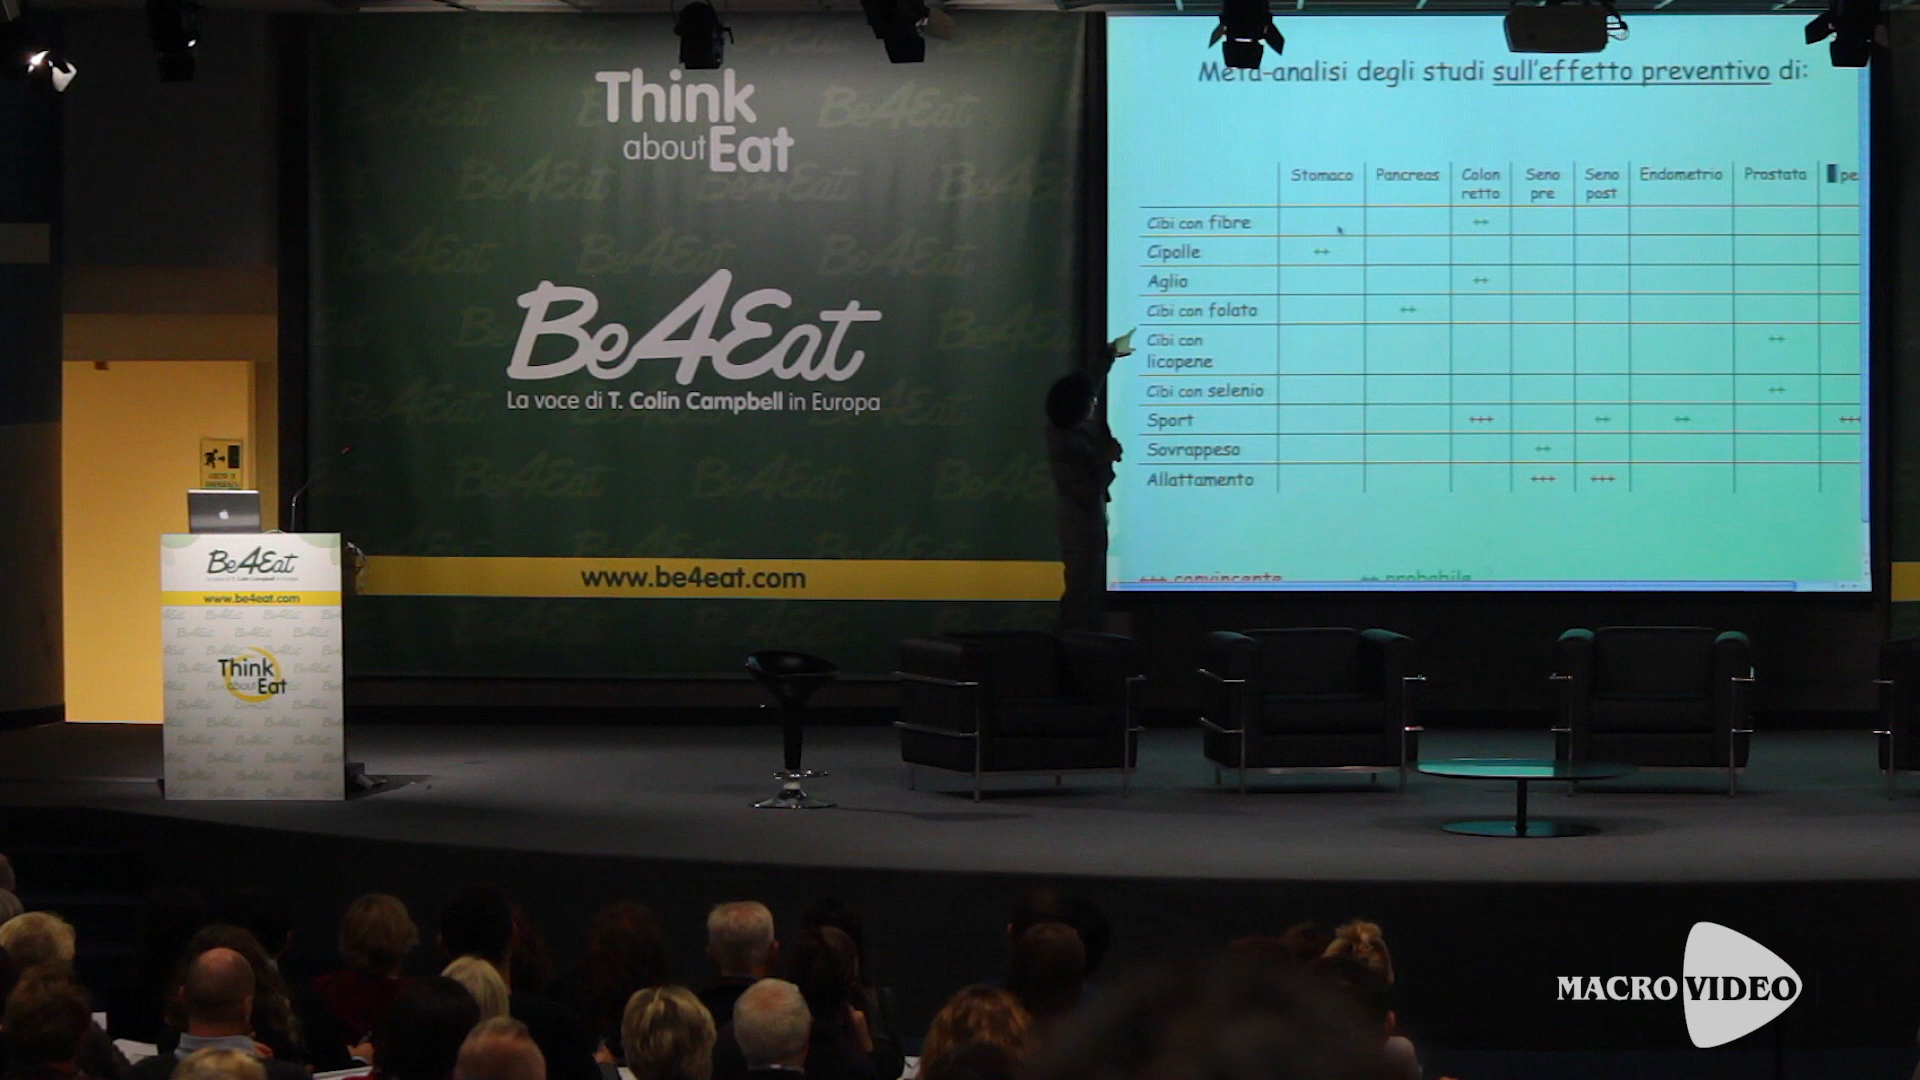 Think
about Eat
Be4Eat
La voce di T. Colin Campbell in Europa
www.be4eat.com
Meta-analisi degli studi sull'effetto preventivo di:
Stomaco Pancreas Colon retto Seno pre Seno post Endometrio Prostata
Cibi con fibre ++
Cipolle ++
Aglio ++
Cibi con folato ++
Cibi con licopene ++
Cibi con selenio ++
Sport +++ ++ ++ +++
Sovrappeso ++
Allattamento +++ +++
+++ convincente ++ probabile
Be4Eat
www.be4eat.com
Think
about Eat
MACRO VIDEO